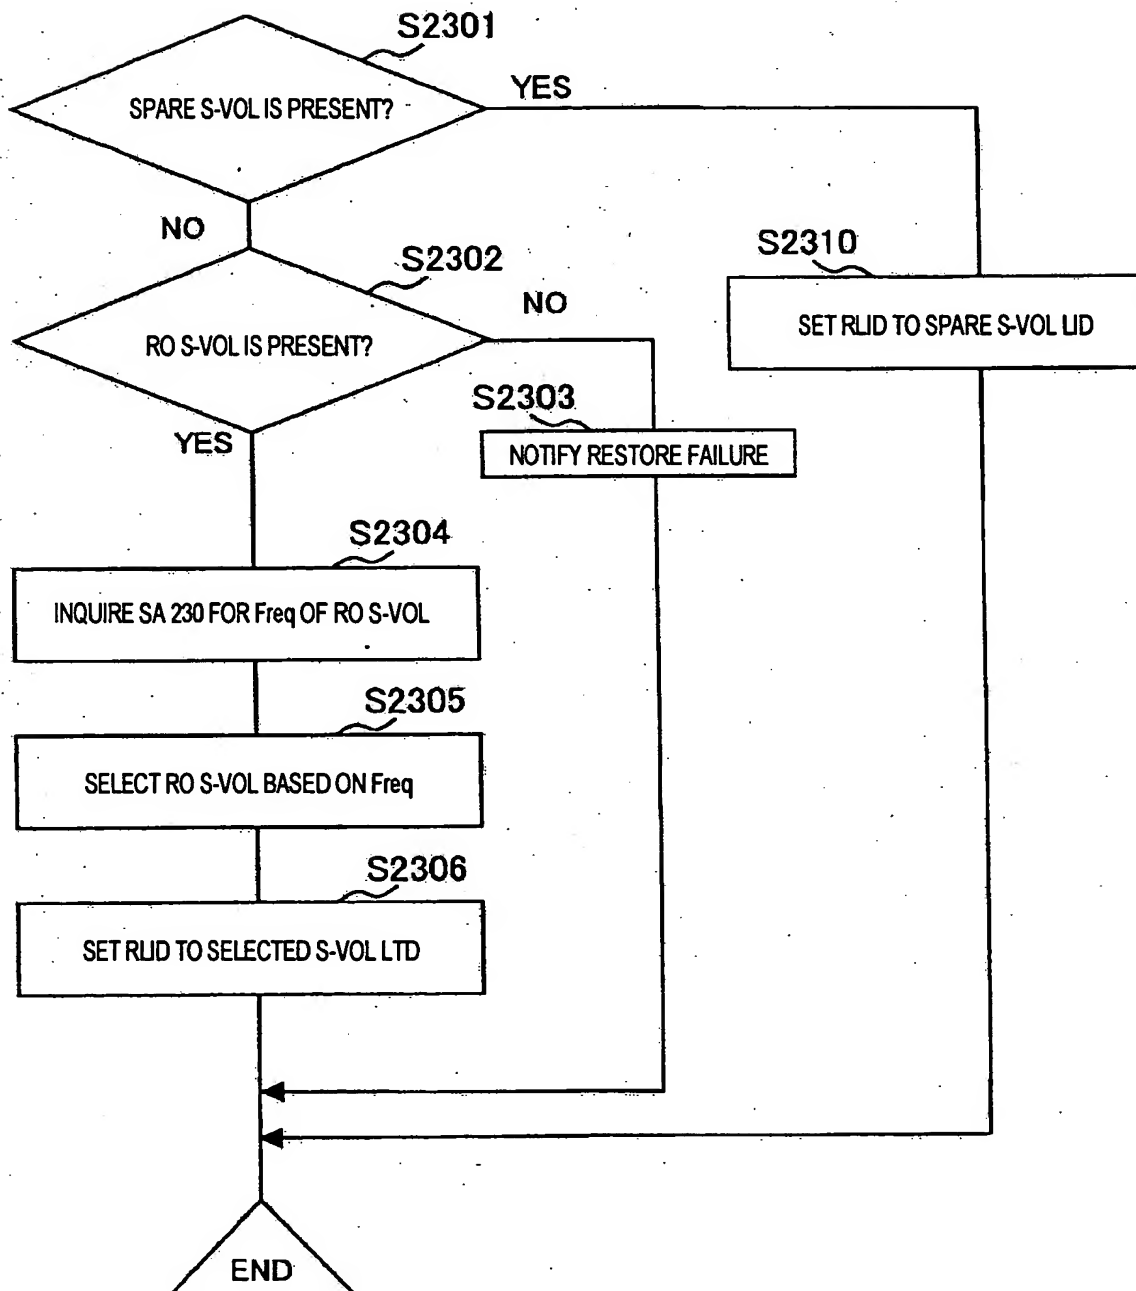 S2301
SPARE S-VOL IS PRESENT?
YES
NO
S2302
RO S-VOL IS PRESENT?
NO
S2310
SET RLID TO SPARE S-VOL LID
YES
S2303
NOTIFY RESTORE FAILURE
S2304
INQUIRE SA 230 FOR Freq OF RO S-VOL
S2305
SELECT RO S-VOL BASED ON Freq
S2306
SET RLID TO SELECTED S-VOL LTD
END